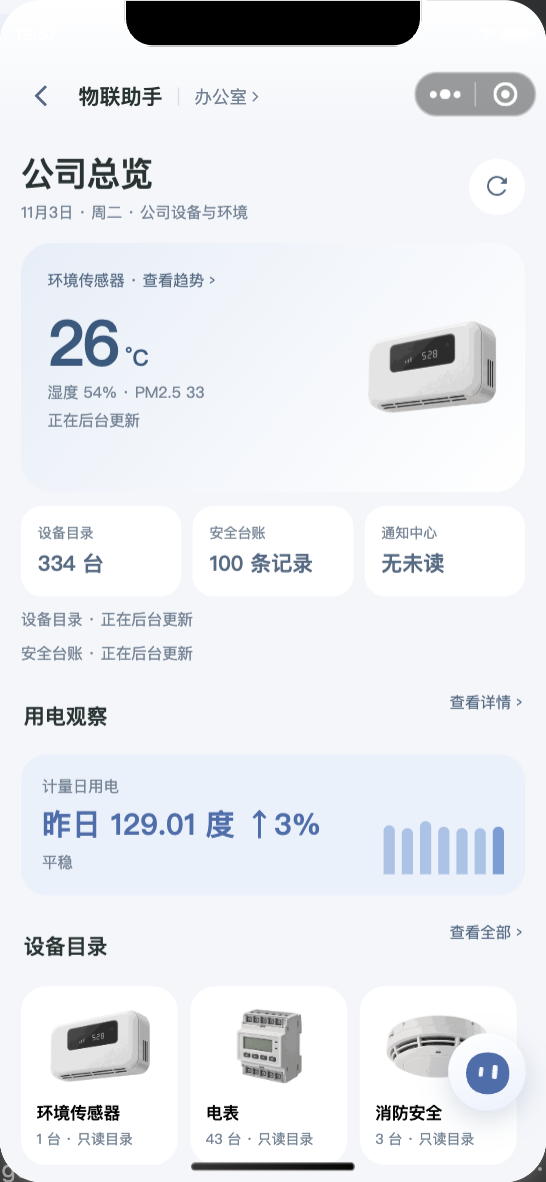 物联助手 办公室 >
公司总览
11月3日 · 周二 · 公司设备与环境
环境传感器 · 查看趋势 >
26 °C
528
湿度 54% · PM2.5 33
正在后台更新
设备目录 安全台账 通知中心
334 台 100 条记录 无未读
设备目录 · 正在后台更新
安全台账 · 正在后台更新
用电观察 查看详情 >
计量日用电
昨日 129.01 度 ↑3%
平稳
设备目录 查看全部 >
528
环境传感器 电表 消防安全
1 台 · 只读目录 43 台 · 只读目录 3 台 · 只读目录